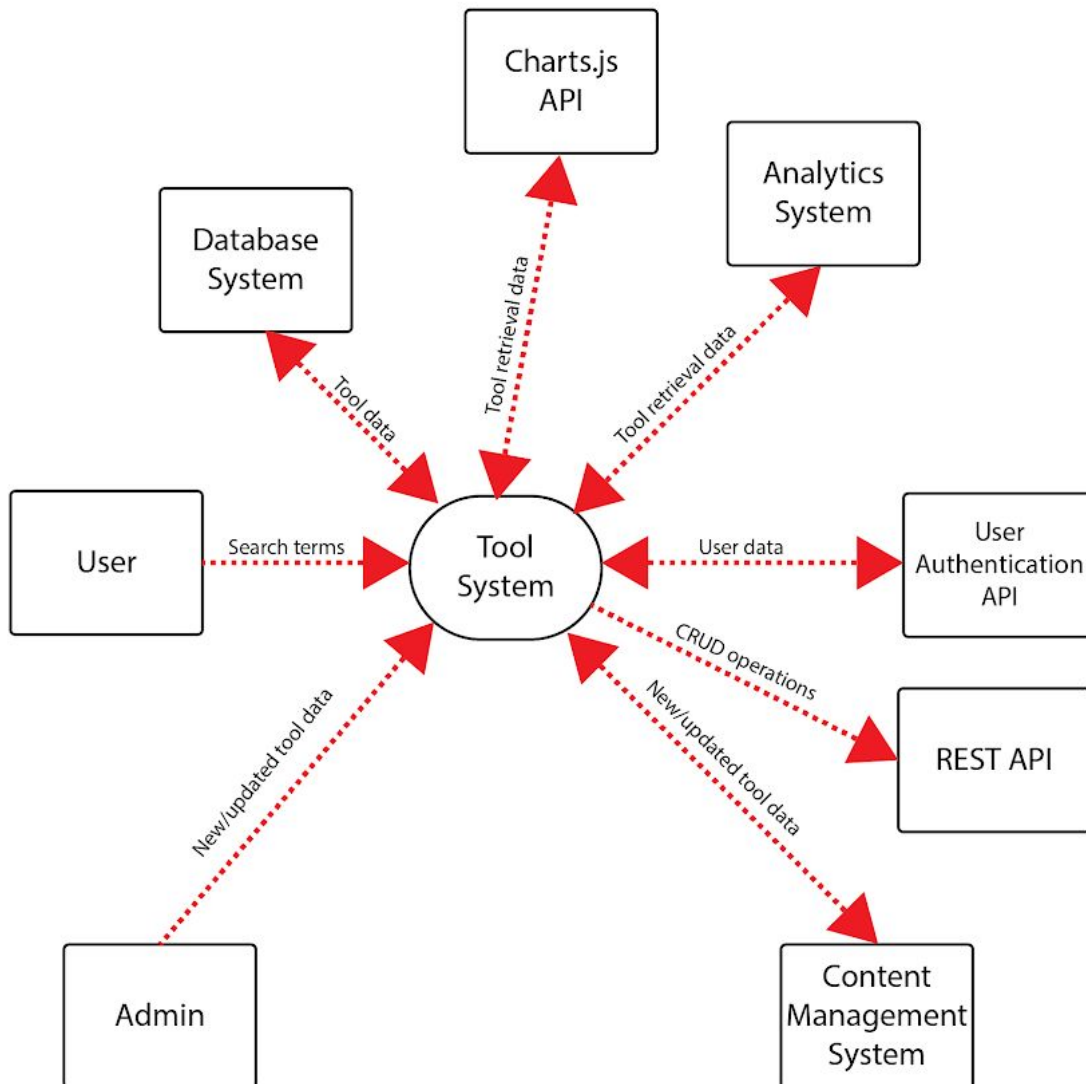 Charts.js
API
Analytics
System
Database
System
Tool retrieval data
Tool retrieval data
Tool data
User
Search terms
Tool
System
User data
User
Authentication
API
CRUD operations
New/updated tool data
REST API
New/updated tool data
Admin
Content
Management
System